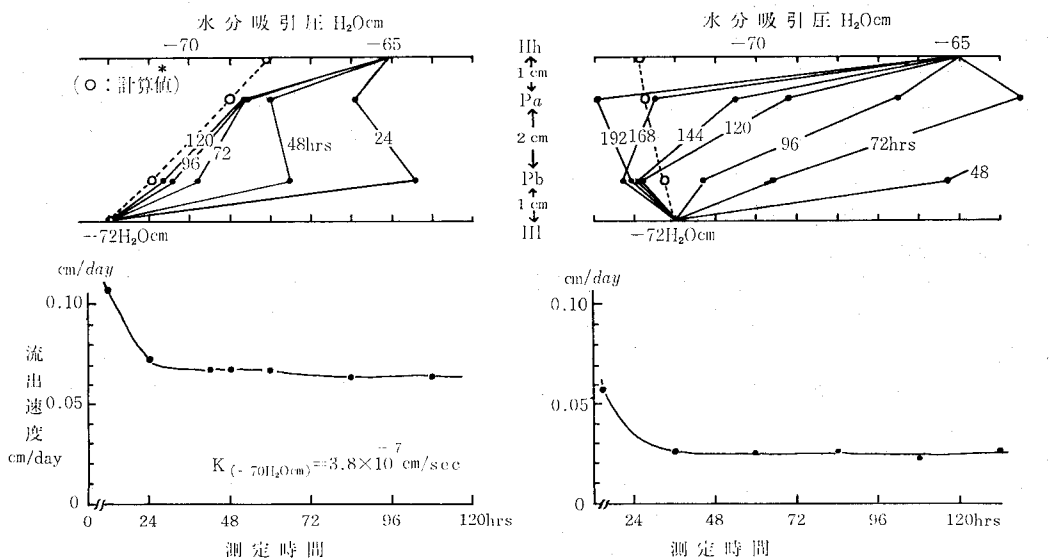 水分吸引圧 H₂Ocm
−70 −65
(○:計算値*)
120
96
72
48hrs
24
−72H₂Ocm
Hh
1 cm
Pa
2 cm
Pb
1 cm
Hl
水分吸引圧 H₂Ocm
−70 −65
192 168 144 120 96 72hrs 48
−72H₂Ocm
cm/day
0.10
0.05
0
流出速度
cm/day
K(−70H₂Ocm)=3.8×10⁻⁷cm/sec
0 24 48 72 96 120hrs
測定時間
cm/day
0.10
0.05
0
24 48 72 96 120hrs
測定時間